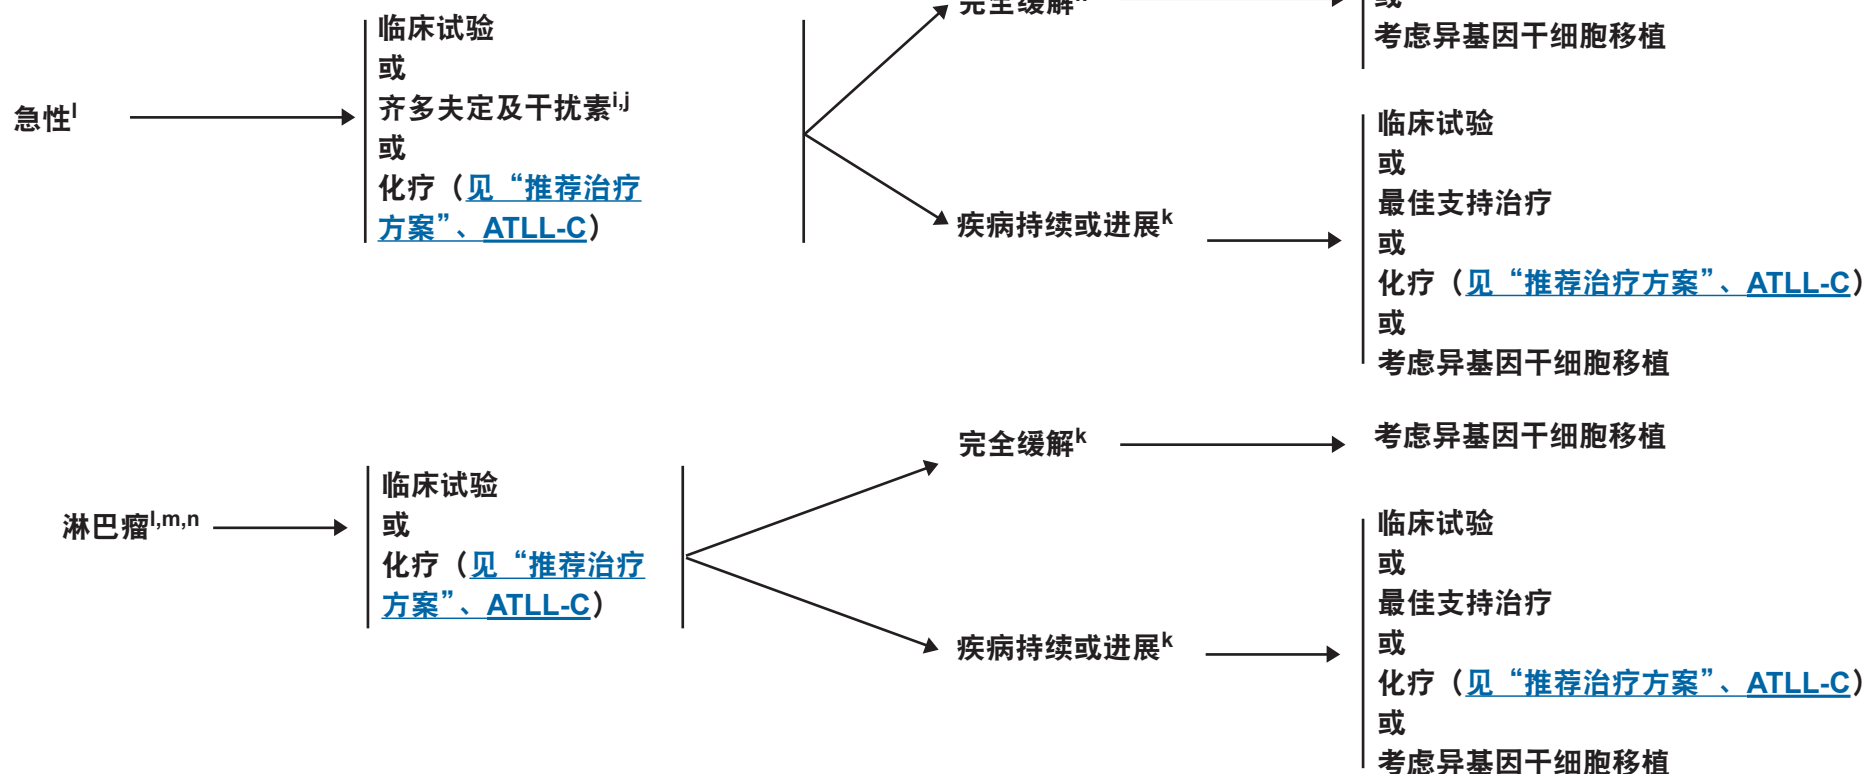 急性l
临床试验
或
齐多夫定及干扰素i,j
或
化疗（见“推荐治疗
方案”、ATLL-C）
完全缓解
或
考虑异基因干细胞移植
疾病持续或进展k
临床试验
或
最佳支持治疗
或
化疗（见“推荐治疗方案”、ATLL-C）
或
考虑异基因干细胞移植
淋巴瘤l,m,n
临床试验
或
化疗（见“推荐治疗
方案”、ATLL-C）
完全缓解k
考虑异基因干细胞移植
疾病持续或进展k
临床试验
或
最佳支持治疗
或
化疗（见“推荐治疗方案”、ATLL-C）
或
考虑异基因干细胞移植